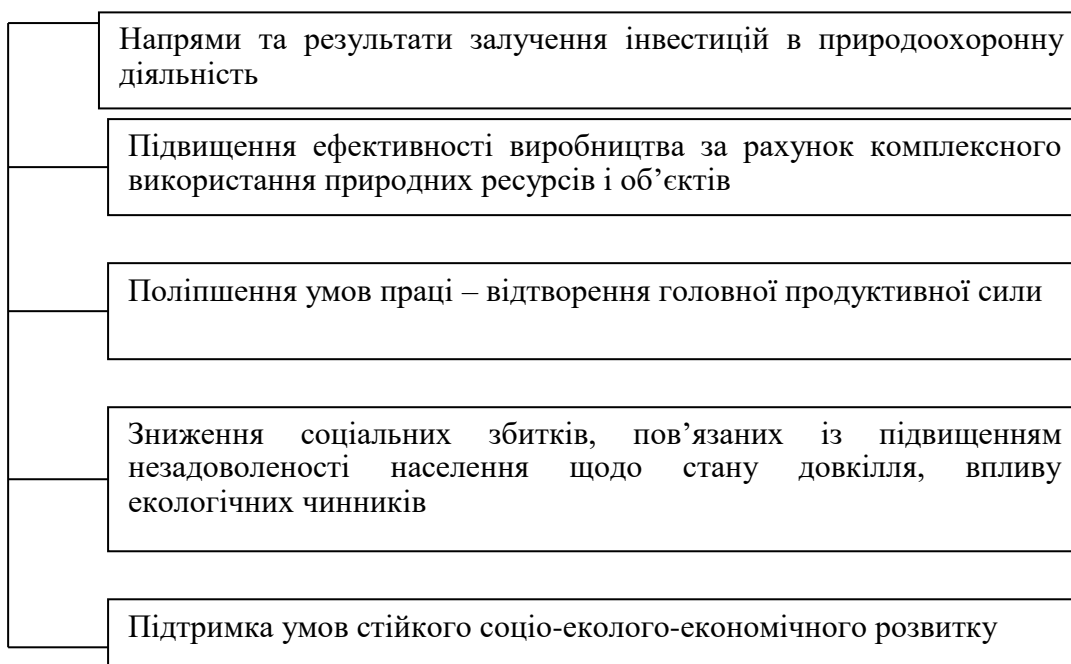 Напрями та результати залучення інвестицій в природоохоронну
діяльність
Підвищення ефективності виробництва за рахунок комплексного
використання природних ресурсів і об’єктів
Поліпшення умов праці – відтворення головної продуктивної сили
Зниження соціальних збитків, пов’язаних із підвищенням
незадоволеності населення щодо стану довкілля, впливу
екологічних чинників
Підтримка умов стійкого соціо-еколого-економічного розвитку